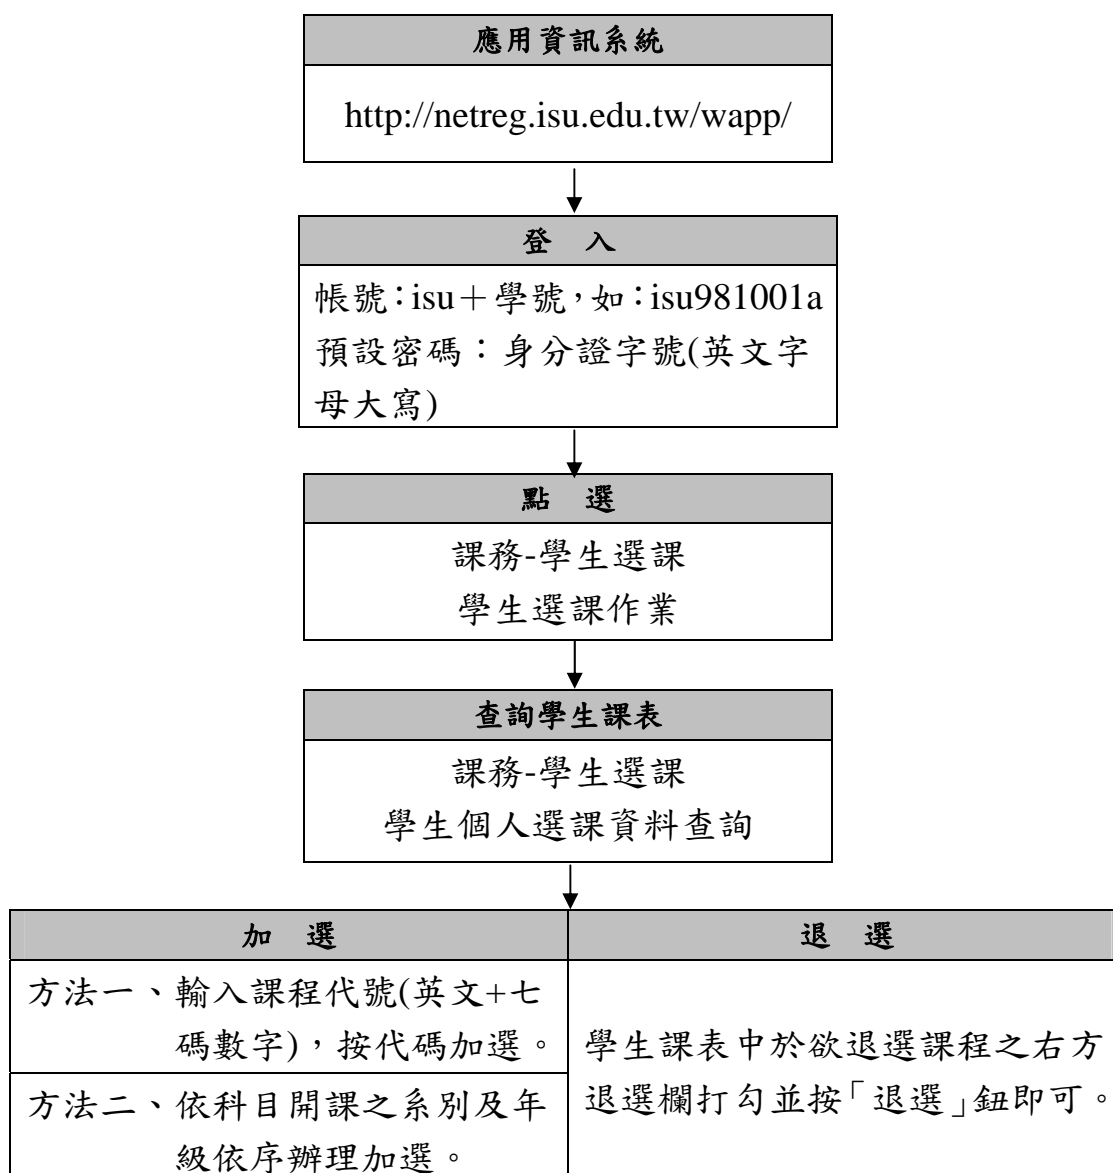 應用資訊系統
http://netreg.isu.edu.tw/wapp/
登 入
帳號：isu＋學號，如：isu981001a
預設密碼：身分證字號(英文字
母大寫)
點 選
課務-學生選課
學生選課作業
查詢學生課表
課務-學生選課
學生個人選課資料查詢
加 選
方法一、輸入課程代號(英文+七
碼數字)，按代碼加選。
方法二、依科目開課之系別及年
級依序辦理加選。
退 選
學生課表中於欲退選課程之右方
退選欄打勾並按「退選」鈕即可。